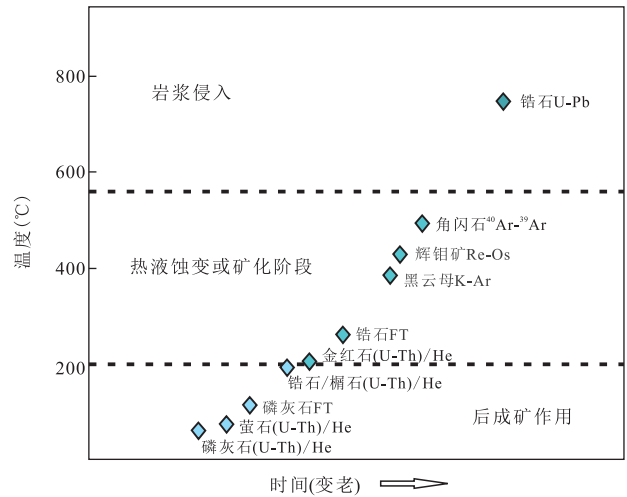 800
岩浆侵入
锆石U-Pb
600
角闪石⁴⁰Ar-³⁹Ar
热液蚀变或矿化阶段
辉钼矿Re-Os
400
黑云母K-Ar
温度(℃)
锆石FT
金红石(U-Th)/He
200
锆石/榍石(U-Th)/He
磷灰石FT
后成矿作用
萤石(U-Th)/He
磷灰石(U-Th)/He
时间(变老)